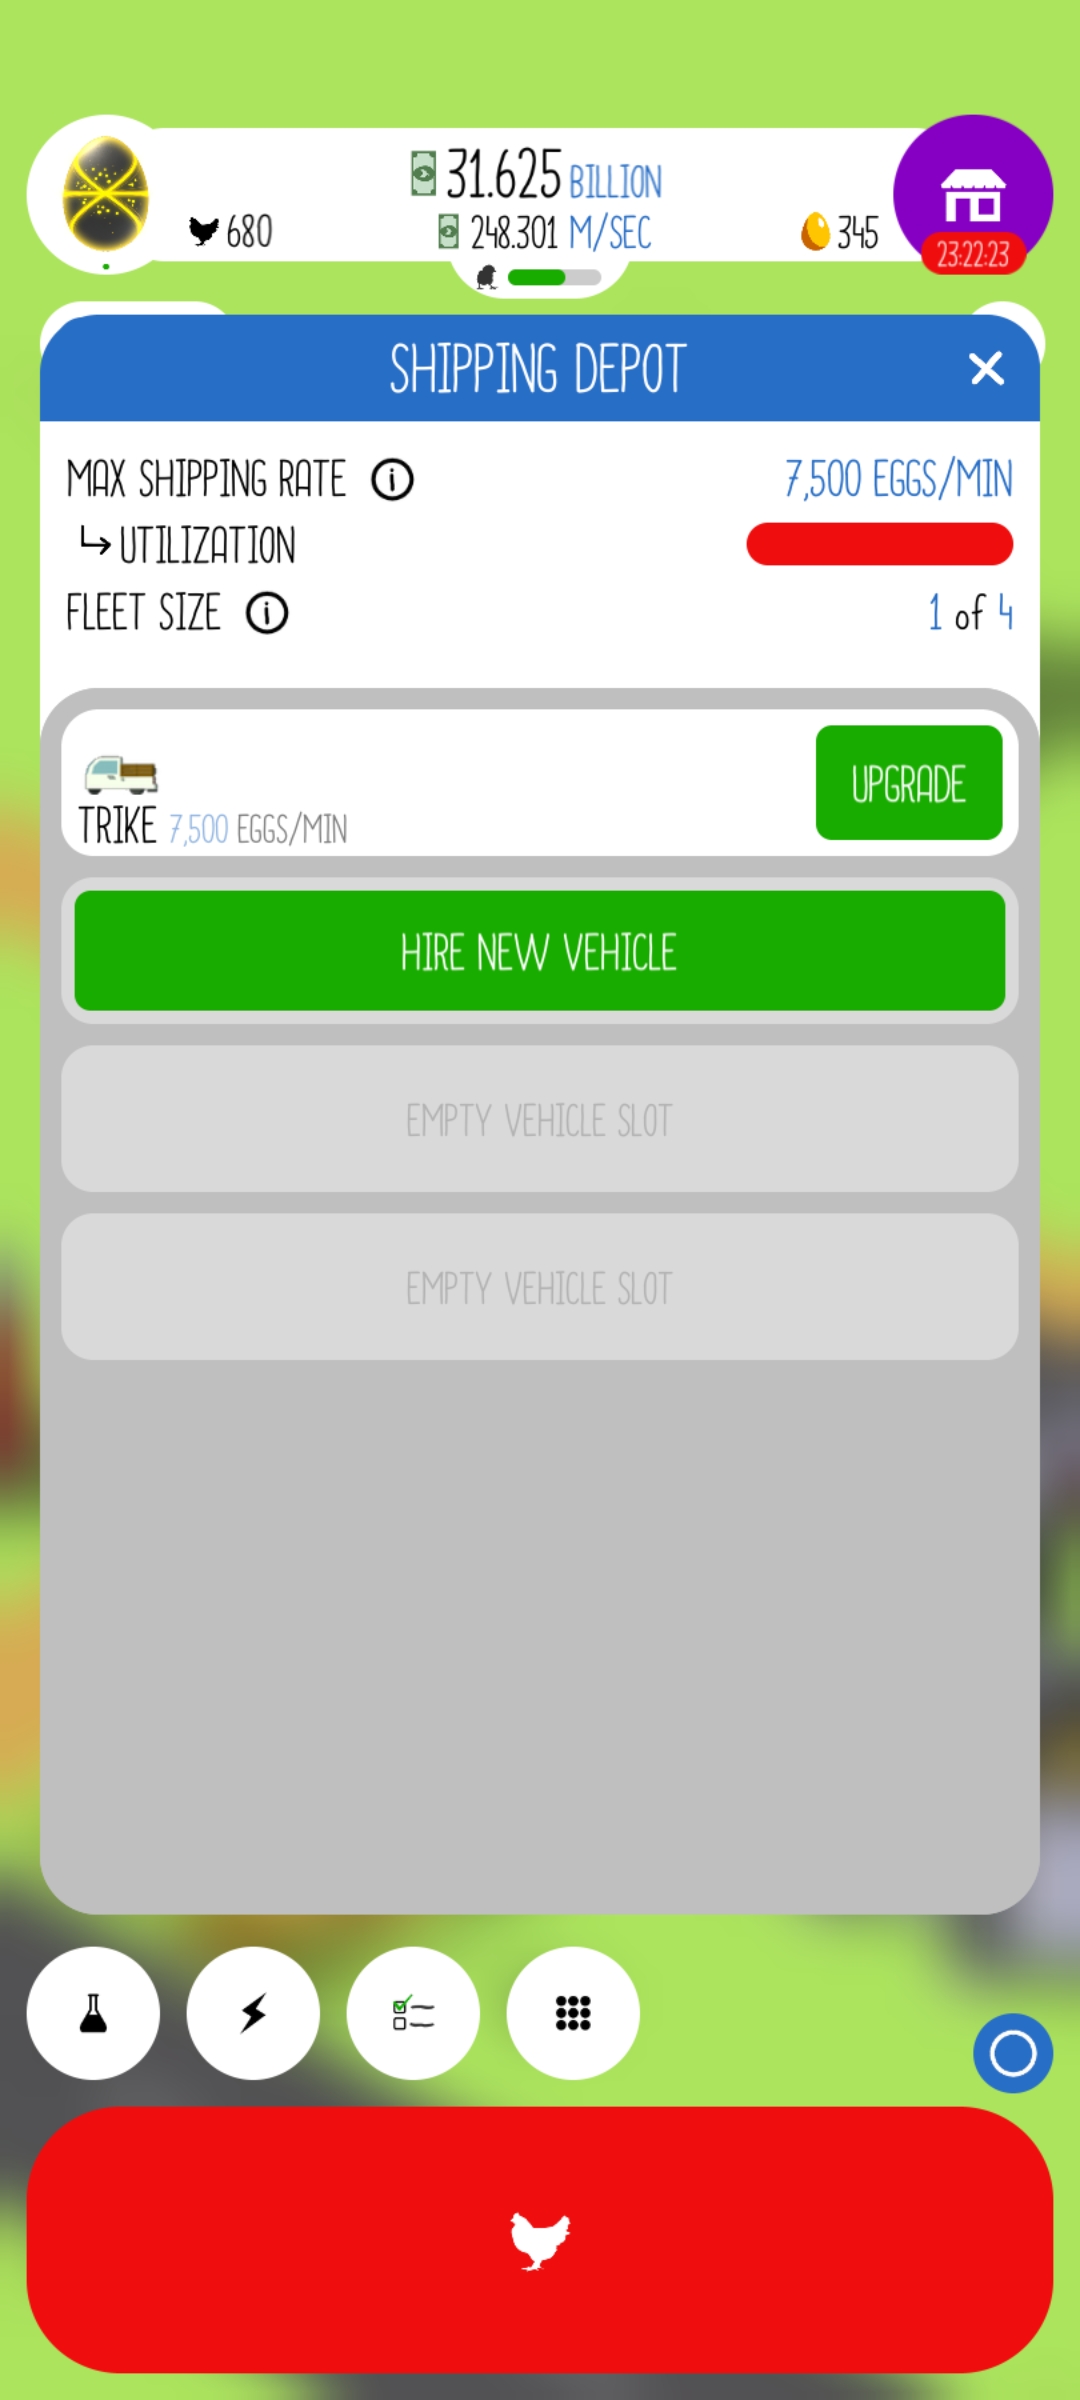 31.625 BILLION
680
248.301 M/SEC
345
23:22:23
SHIPPING DEPOT
MAX SHIPPING RATE
7,500 EGGS/MIN
UTILIZATION
FLEET SIZE
1 of 4
TRIKE 7,500 EGGS/MIN
UPGRADE
HIRE NEW VEHICLE
EMPTY VEHICLE SLOT
EMPTY VEHICLE SLOT